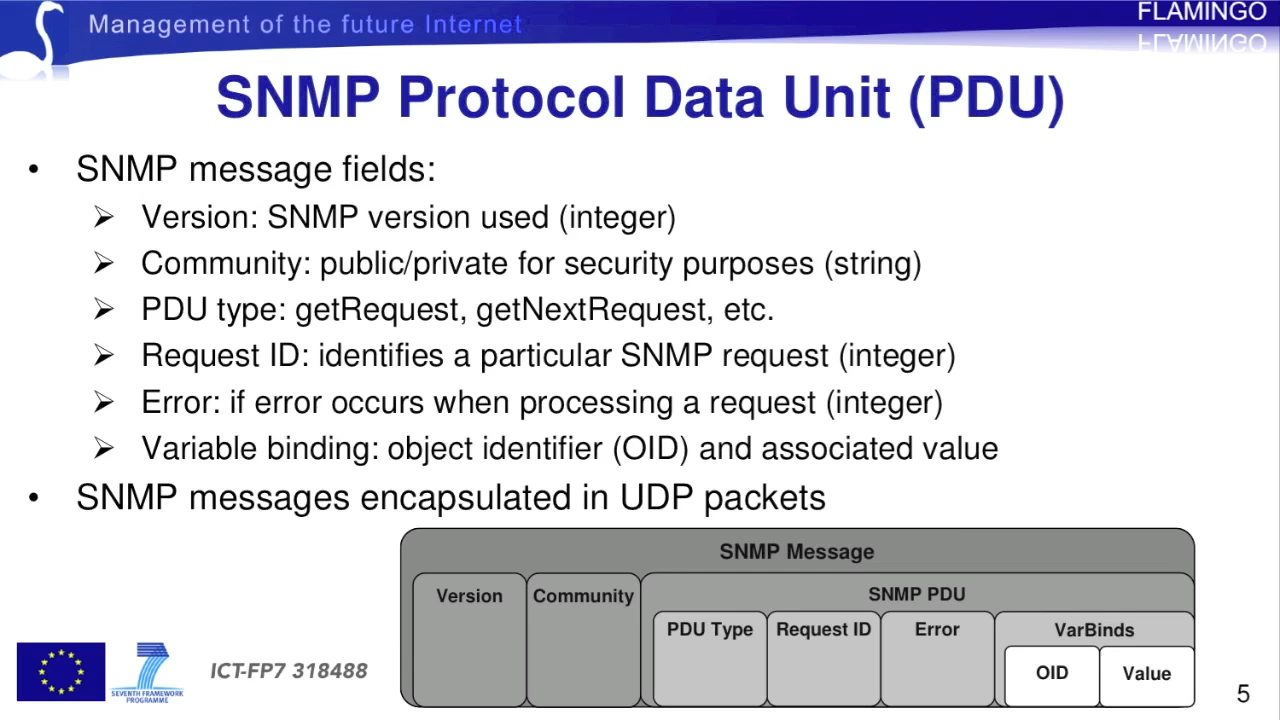 Management of the future Internet
FLAMINGO
SNMP Protocol Data Unit (PDU)
• SNMP message fields:
➢ Version: SNMP version used (integer)
➢ Community: public/private for security purposes (string)
➢ PDU type: getRequest, getNextRequest, etc.
➢ Request ID: identifies a particular SNMP request (integer)
➢ Error: if error occurs when processing a request (integer)
➢ Variable binding: object identifier (OID) and associated value
• SNMP messages encapsulated in UDP packets
SNMP Message
Version
Community
SNMP PDU
PDU Type
Request ID
Error
VarBinds
OID
Value
SEVENTH FRAMEWORK
PROGRAMME
ICT-FP7 318488
5